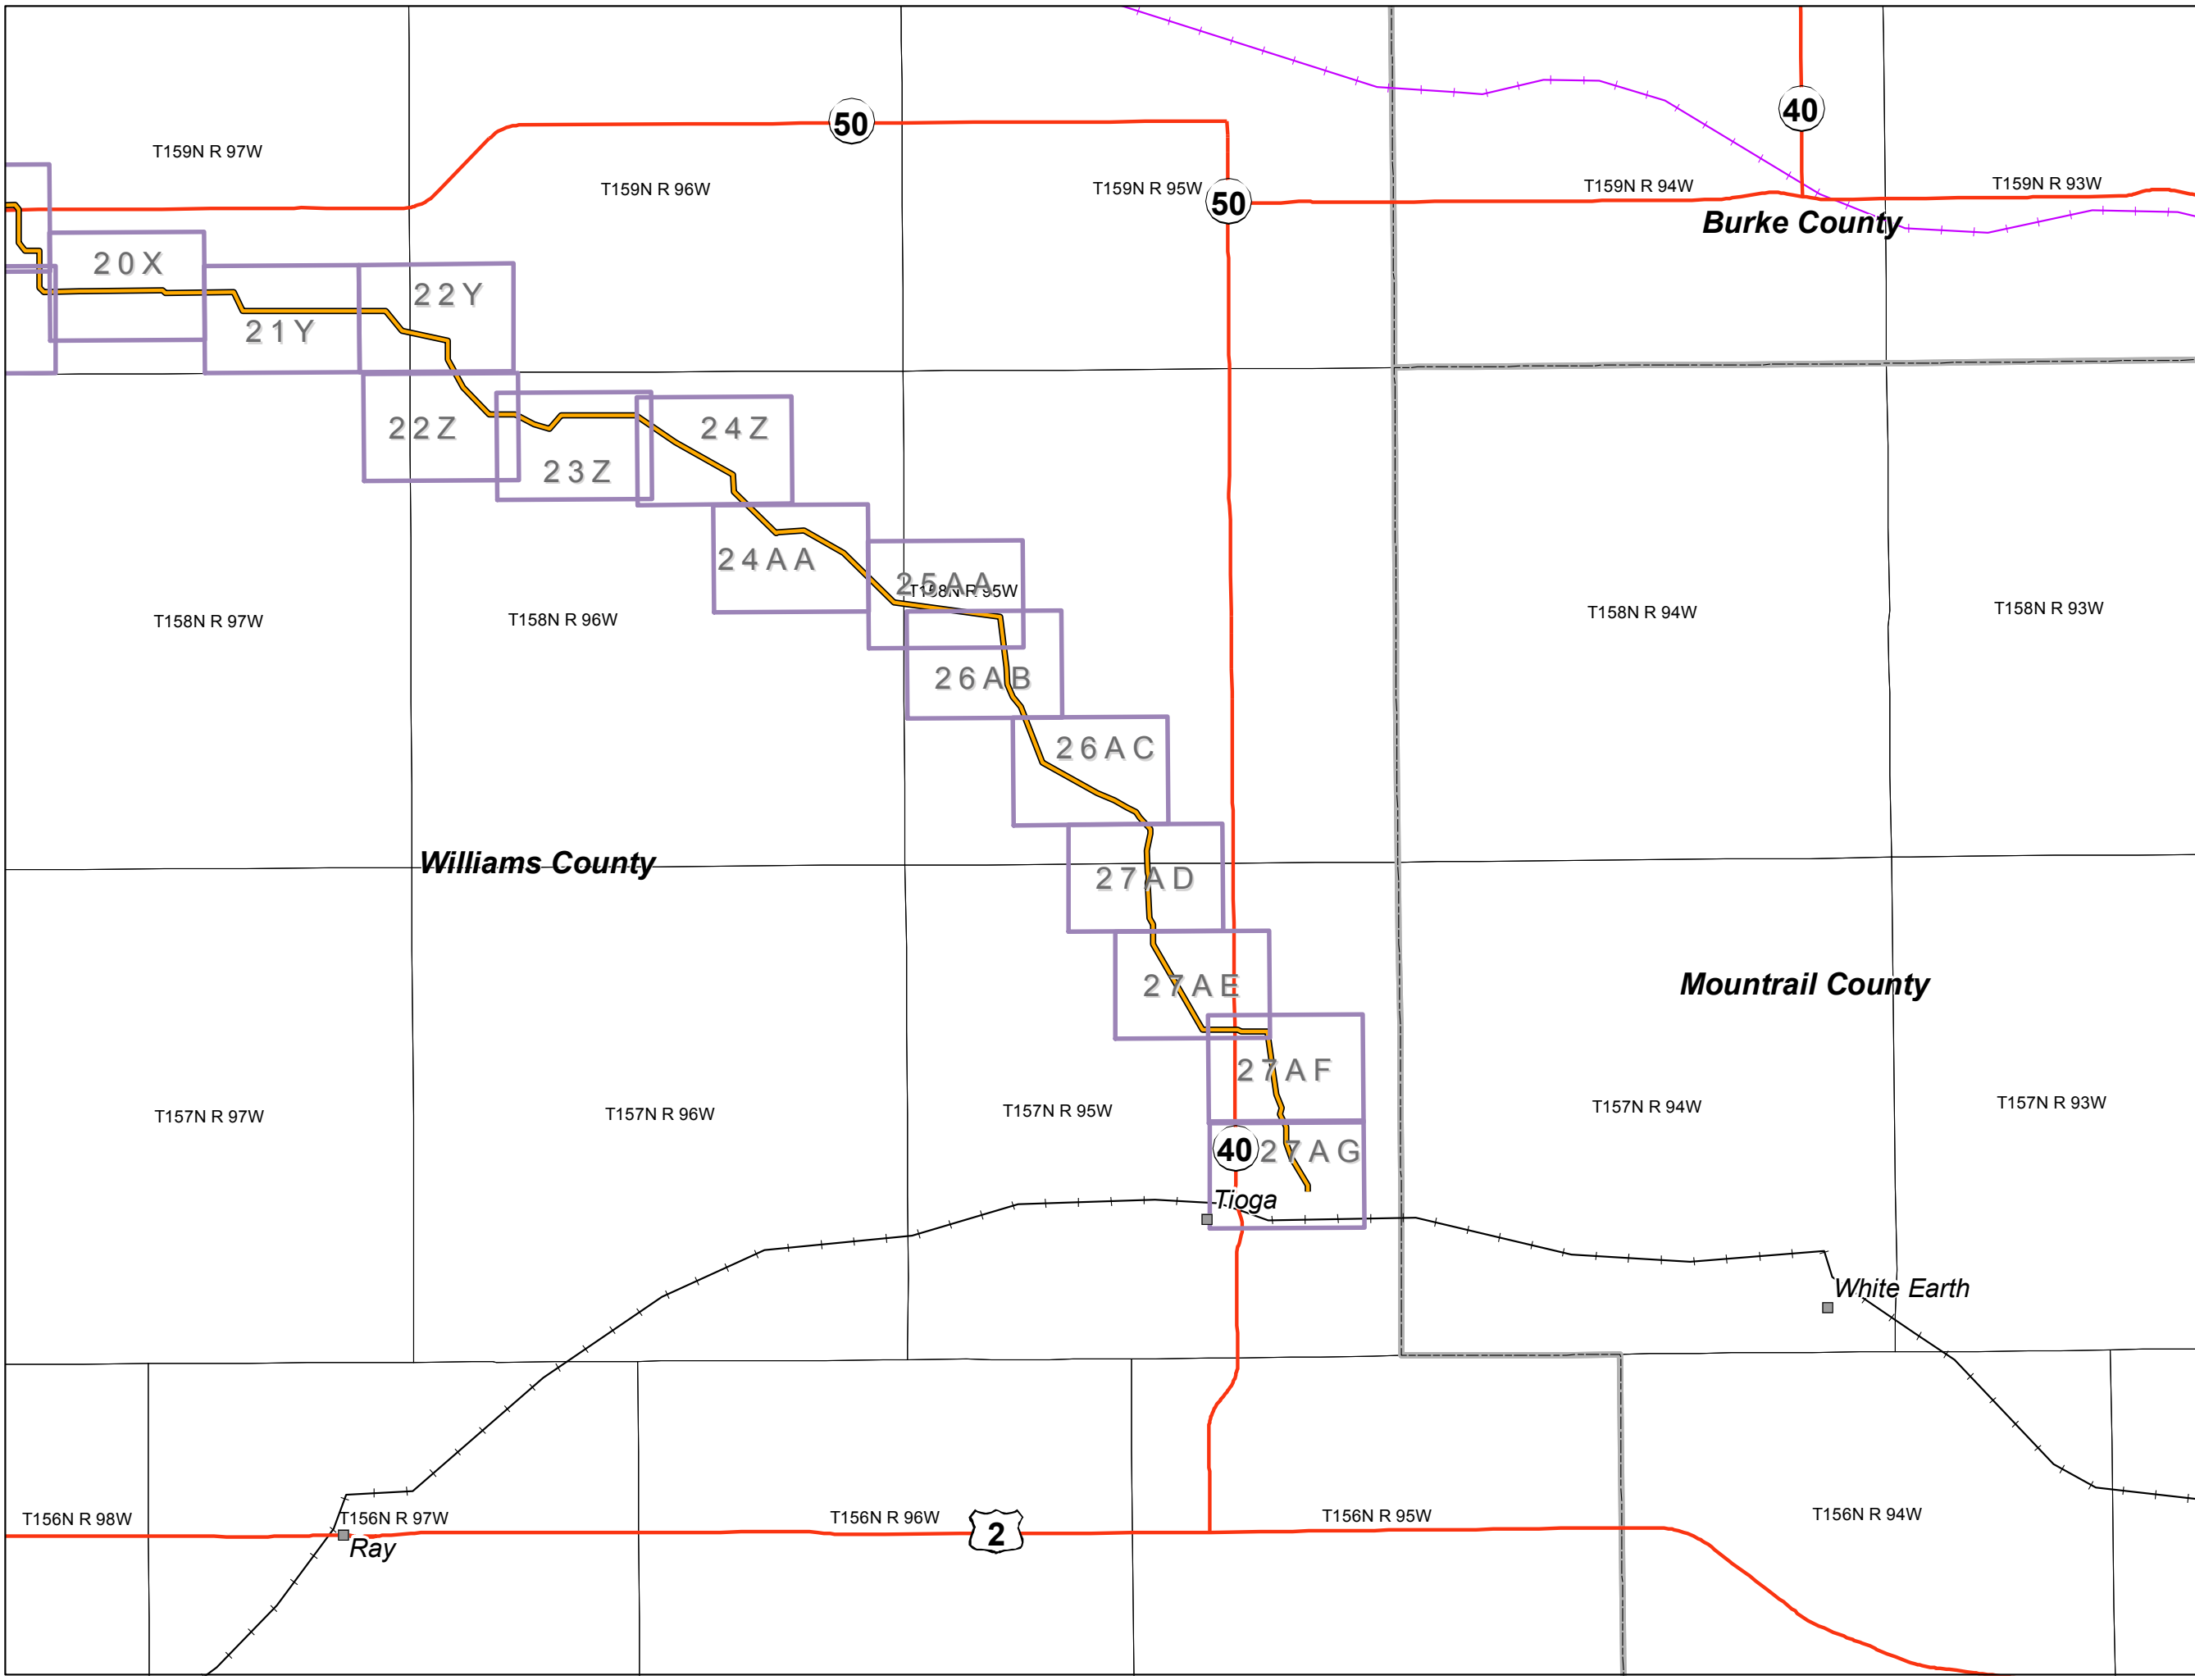 40
50
T159N R 97W
T159N R 96W
T159N R 95W
50
T159N R 94W
T159N R 93W
Burke County
20X
21Y
22Y
22Z
23Z
24Z
24AA
25AA
T158N R 95W
T158N R 97W
T158N R 96W
T158N R 94W
T158N R 93W
26AB
26AC
Williams County
27AD
27AE
Mountrail County
27AF
T157N R 97W
T157N R 96W
T157N R 95W
T157N R 94W
T157N R 93W
40
27AG
Tioga
White Earth
T156N R 98W
T156N R 97W
T156N R 96W
2
T156N R 95W
T156N R 94W
Ray